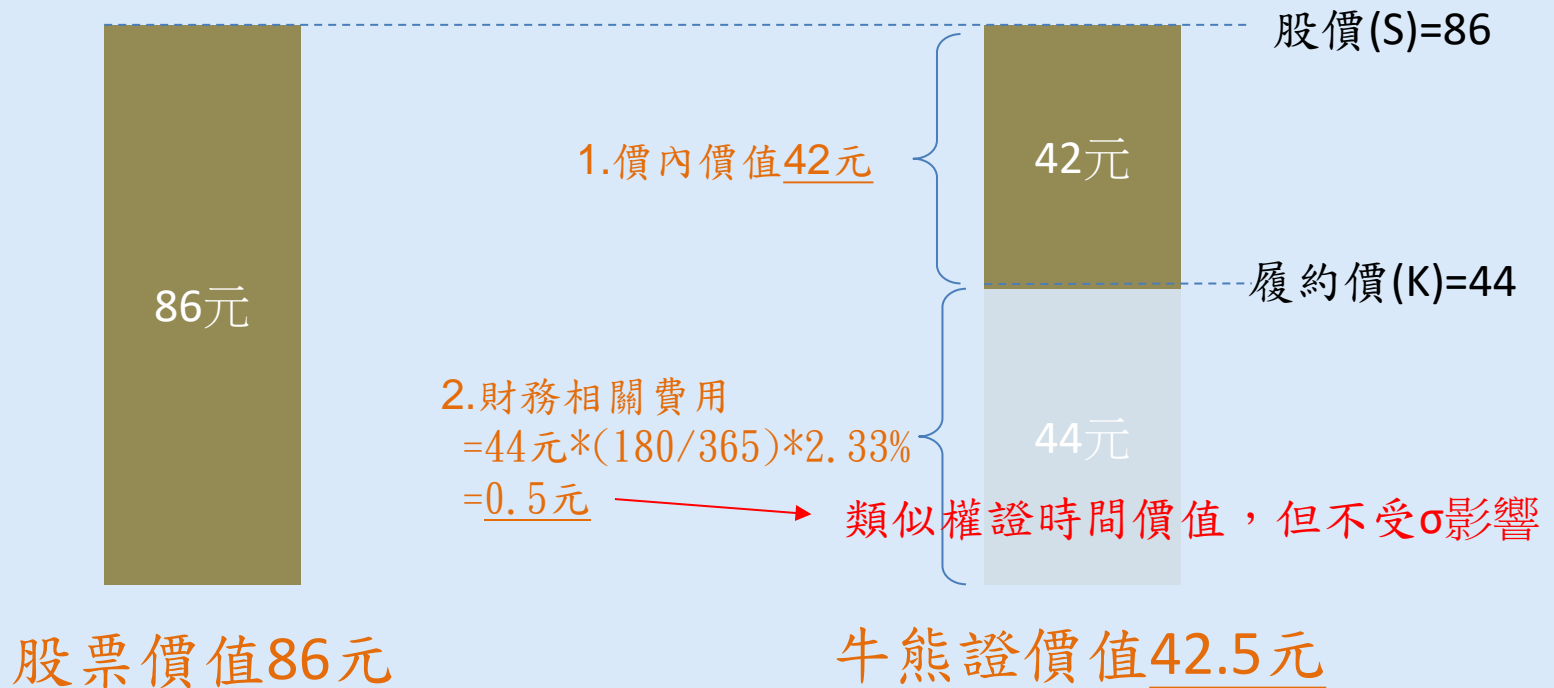 股價(S)=86
1.價內價值42元
42元
86元
履約價(K)=44
2.財務相關費用
=44元*(180/365)*2.33%
=0.5元
44元
類似權證時間價值，但不受σ影響
股票價值86元
牛熊證價值42.5元